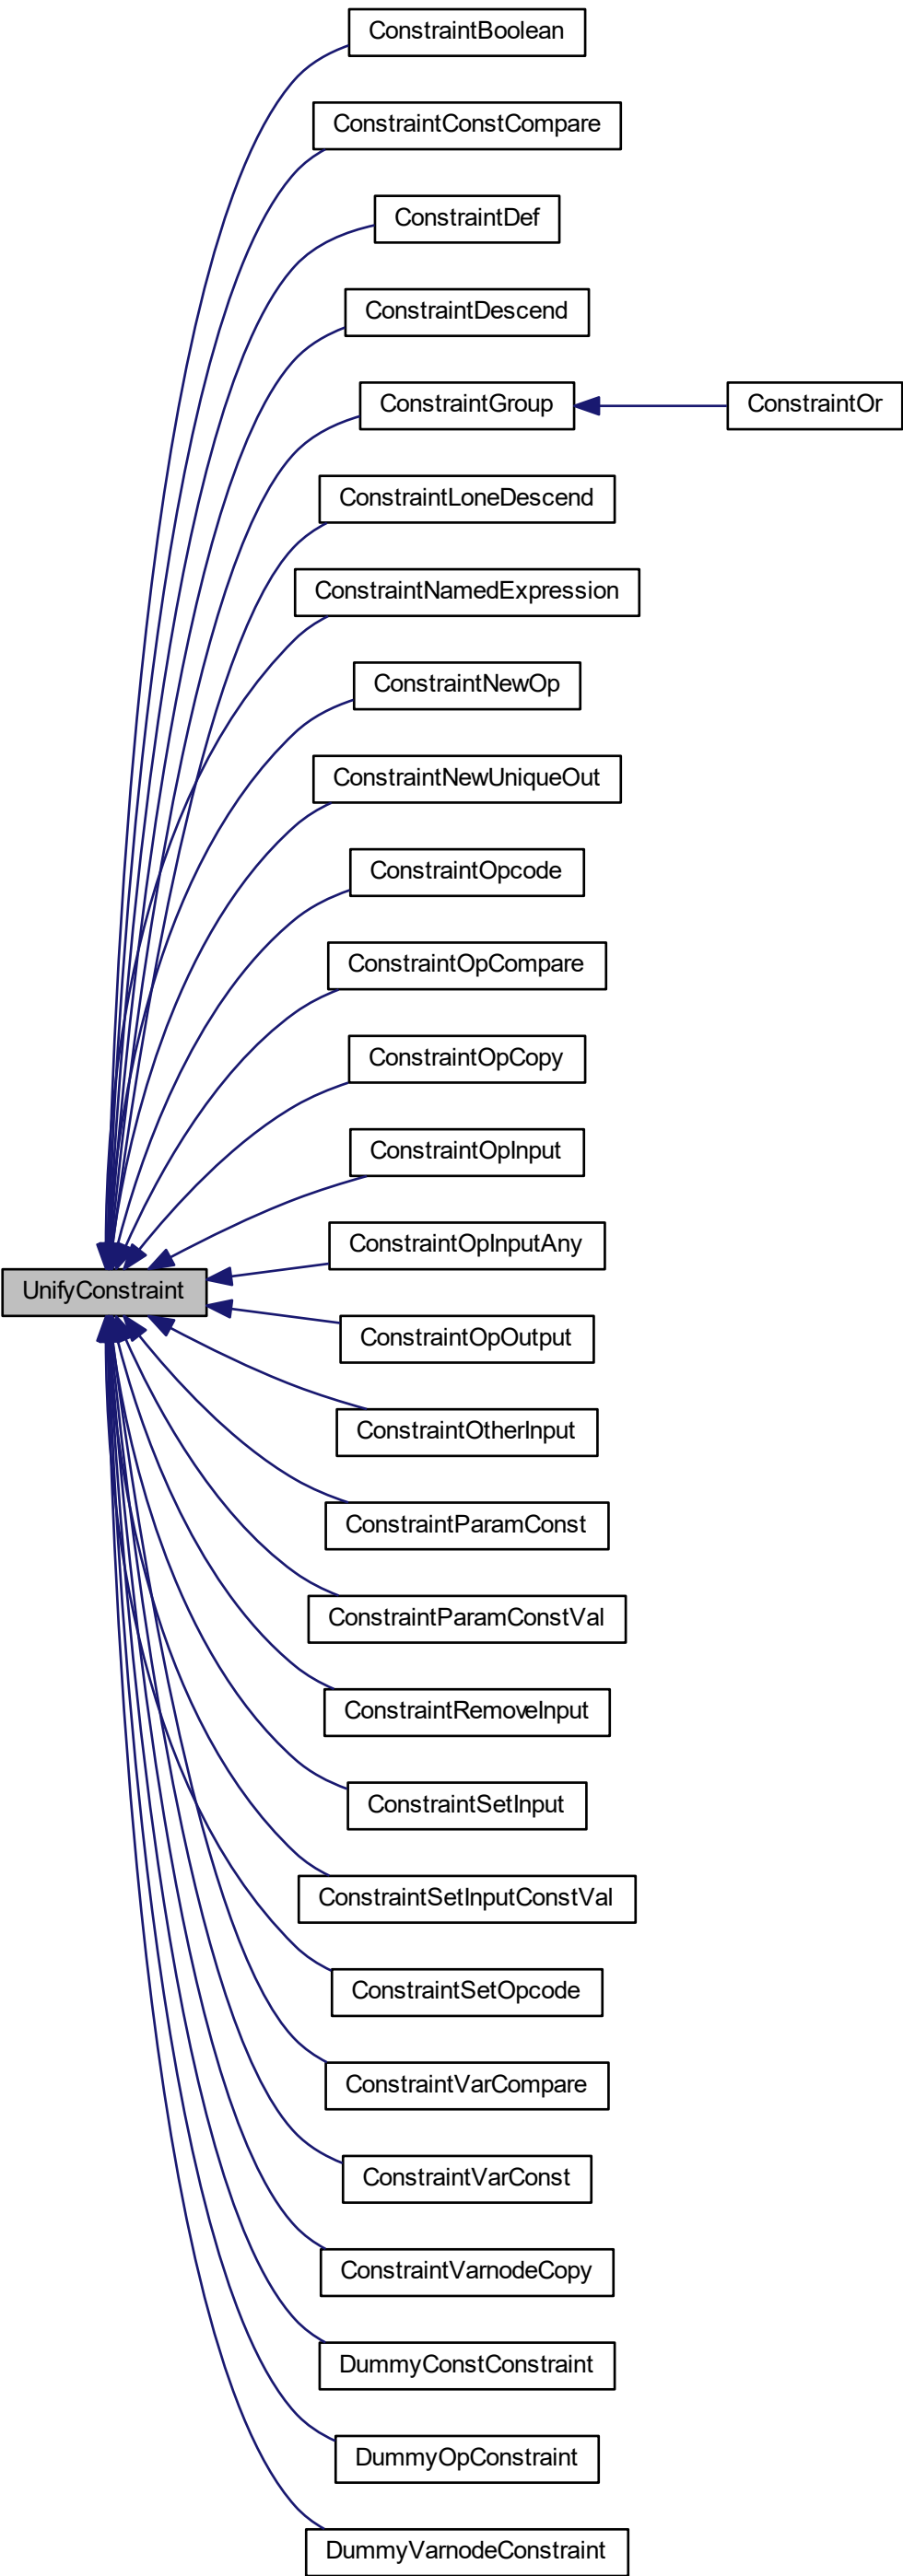 ConstraintBoolean
ConstraintConstCompare
ConstraintDef
ConstraintDescend
ConstraintGroup
ConstraintOr
ConstraintLoneDescend
ConstraintNamedExpression
ConstraintNewOp
ConstraintNewUniqueOut
ConstraintOpcode
ConstraintOpCompare
ConstraintOpCopy
ConstraintOpInput
ConstraintOpInputAny
UnifyConstraint
ConstraintOpOutput
ConstraintOtherInput
ConstraintParamConst
ConstraintParamConstVal
ConstraintRemoveInput
ConstraintSetInput
ConstraintSetInputConstVal
ConstraintSetOpcode
ConstraintVarCompare
ConstraintVarConst
ConstraintVarnodeCopy
DummyConstConstraint
DummyOpConstraint
DummyVarnodeConstraint